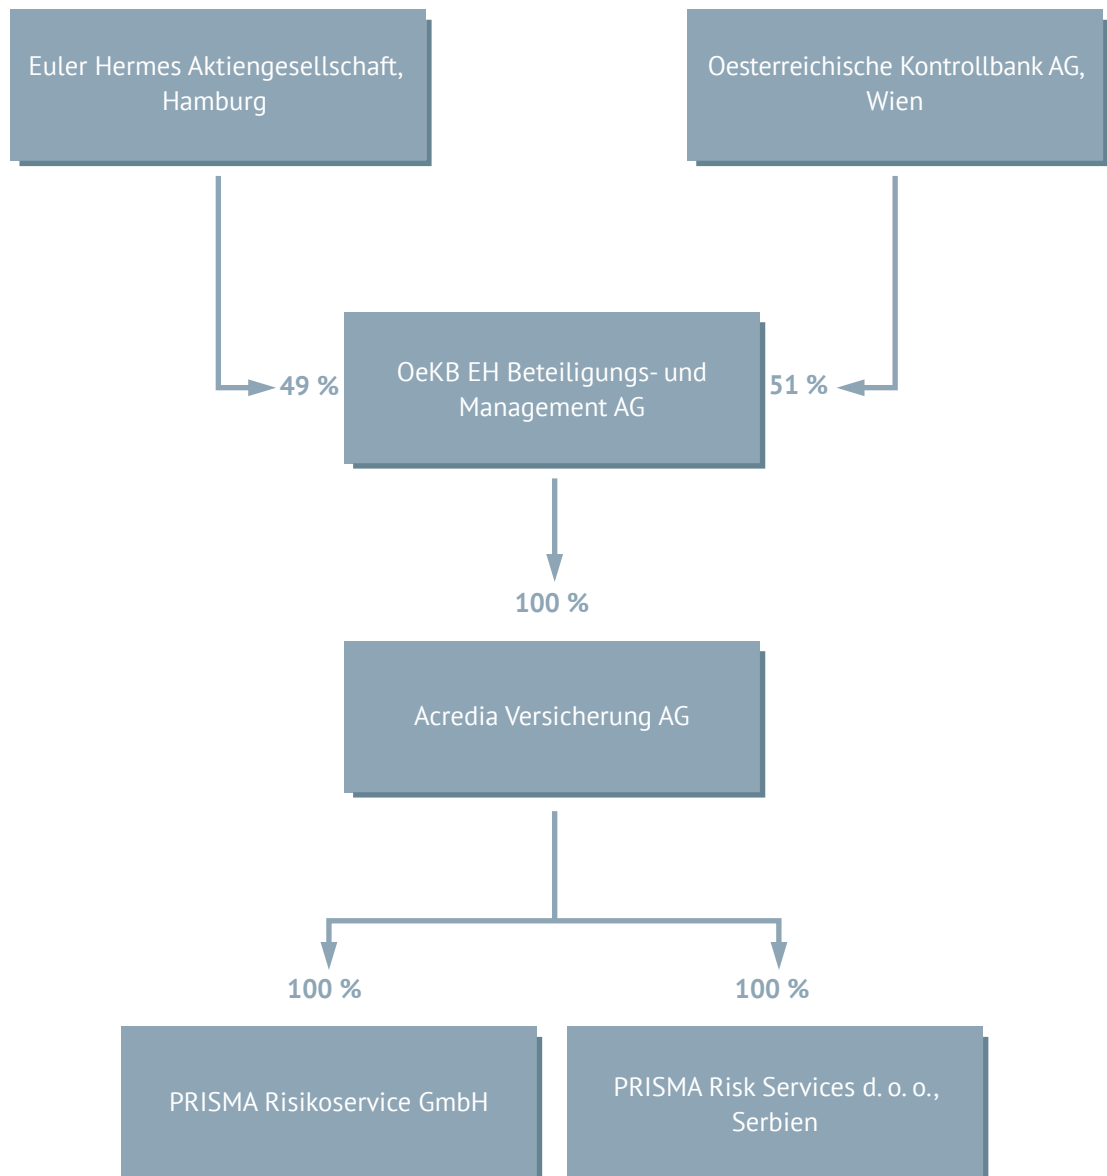 Euler Hermes Aktiengesellschaft,
Hamburg
Oesterreichische Kontrollbank AG,
Wien
49 %
OeKB EH Beteiligungs- und
Management AG
51 %
100 %
Acredia Versicherung AG
100 %
100 %
PRISMA Risikoservice GmbH
PRISMA Risk Services d. o. o.,
Serbien